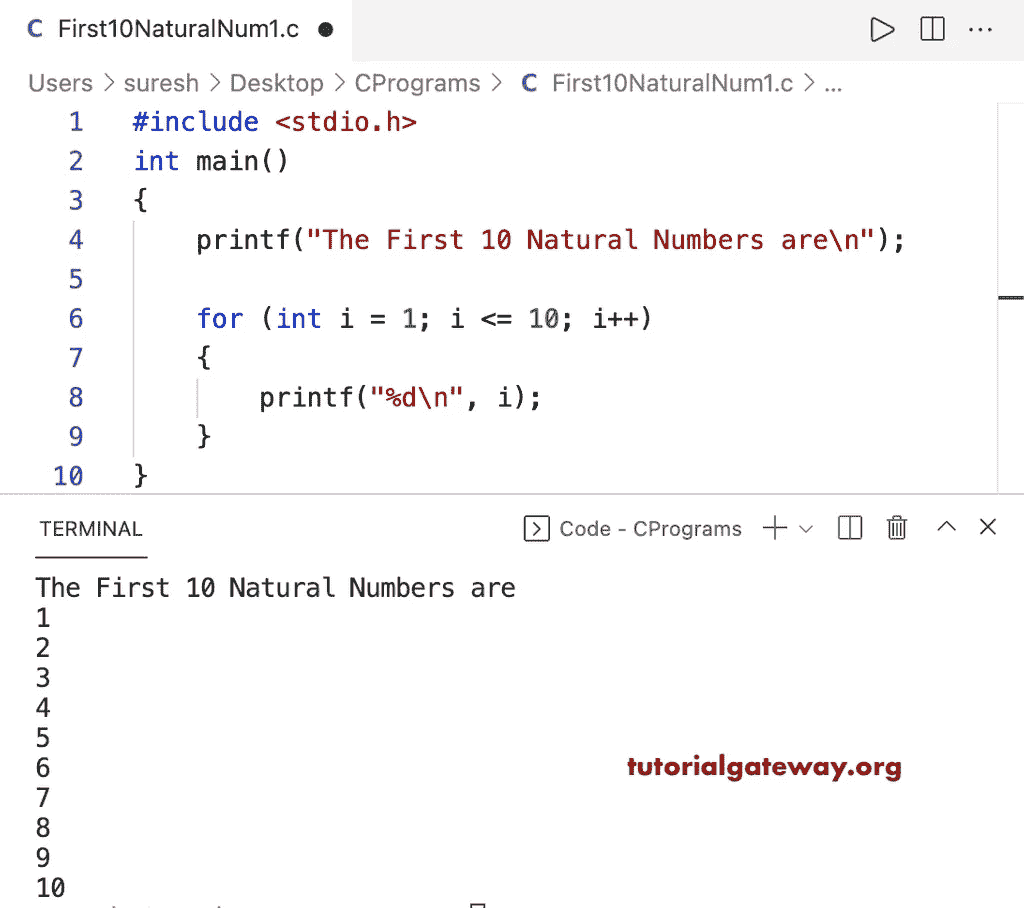 C First10NaturalNum1.c
Users > suresh > Desktop > CPrograms > C First10NaturalNum1.c > ...
1 #include <stdio.h>
2 int main()
3 {
4     printf("The First 10 Natural Numbers are\n");
5
6     for (int i = 1; i <= 10; i++)
7     {
8         printf("%d\n", i);
9     }
10 }
TERMINAL
Code - CPrograms
The First 10 Natural Numbers are
1
2
3
4
5
6
tutorialgateway.org
7
8
9
10